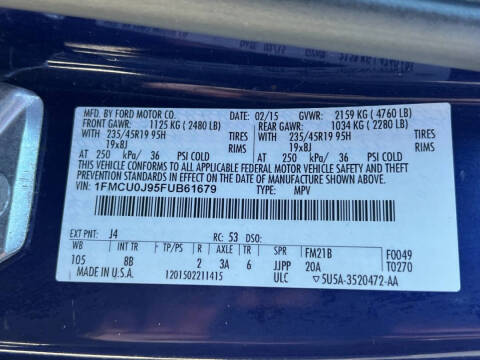 MFD. BY FORD MOTOR CO. DATE: 02/15 GVWR: 2159 KG (4760 LB)
FRONT GAWR: 1125 KG (2480 LB) REAR GAWR: 1034 KG (2280 LB)
WITH 235/45R19 95H TIRES WITH 235/45R19 95H TIRES
19x8J RIMS 19x8J RIMS
AT 250 kPa/ 36 PSI COLD AT 250 kPa/ 36 PSI COLD
THIS VEHICLE CONFORMS TO ALL APPLICABLE FEDERAL MOTOR VEHICLE SAFETY AND THEFT
PREVENTION STANDARDS IN EFFECT ON THE DATE OF MANUFACTURE SHOWN ABOVE.
VIN: 1FMCU0J95FUB61679 TYPE: MPV
EXT PNT: J4 RC: 53 DSO:
WB INT TR TP/PS R AXLE TR SPR FM21B F0049
105 8B 2 3A 6 JJPP 20A T0270
MADE IN U.S.A. 1201502211415 ULC 5U5A-3520472-AA